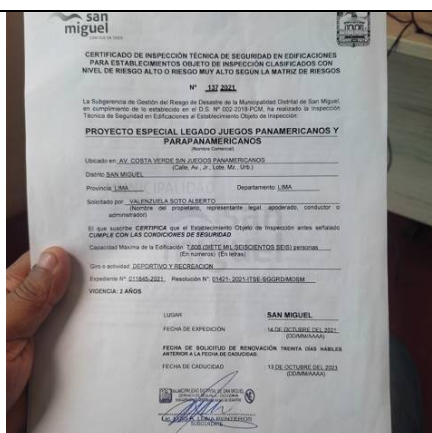 san
miguel
CERTIFICADO DE INSPECCIÓN TÉCNICA DE SEGURIDAD EN EDIFICACIONES
PARA ESTABLECIMIENTOS OBJETO DE INSPECCIÓN CLASIFICADOS CON
NIVEL DE RIESGO ALTO O RIESGO MUY ALTO SEGÚN LA MATRIZ DE RIESGOS
N° 137 2021
La Subgerencia de Gestión del Riesgo de Desastre de la Municipalidad Distrital de San Miguel,
en cumplimiento de lo establecido en el D.S. N° 002-2018-PCM, ha realizado la Inspección
Técnica de Seguridad en Edificaciones al Establecimiento Objeto de Inspección:
PROYECTO ESPECIAL LEGADO JUEGOS PANAMERICANOS Y
PARAPANAMERICANOS
(Nombre Comercial)
Ubicado en AV. COSTA VERDE S/N JUEGOS PANAMERICANOS
(Calle, Av., Jr., Lote, Mz., Urb.)
Distrito SAN MIGUEL
Provincia LIMA Departamento LIMA
Solicitado por VALENZUELA SOTO ALBERTO
(Nombre del propietario, representante legal, apoderado, conductor o
administrador)
El que suscribe CERTIFICA que el Establecimiento Objeto de Inspección antes señalado
CUMPLE CON LAS CONDICIONES DE SEGURIDAD
Capacidad Máxima de la Edificación 7,606 (SIETE MIL SEISCIENTOS SEIS) personas
(En números) (En letras)
Giro o actividad DEPORTIVO Y RECREACIÓN
Expediente N° 011645-2021 Resolución N° 01421- 2021-ITSE-SGGRD/MDSM
VIGENCIA: 2 AÑOS
LUGAR SAN MIGUEL
FECHA DE EXPEDICIÓN 14 DE OCTUBRE DEL 2021
(DD/MM/AAAA)
FECHA DE SOLICITUD DE RENOVACIÓN TREINTA DÍAS HÁBILES
ANTERIOR A LA FECHA DE CADUCIDAD.
FECHA DE CADUCIDAD 13 DE OCTUBRE DEL 2023
(DD/MM/AAAA)
MUNICIPALIDAD DISTRITAL DE SAN MIGUEL